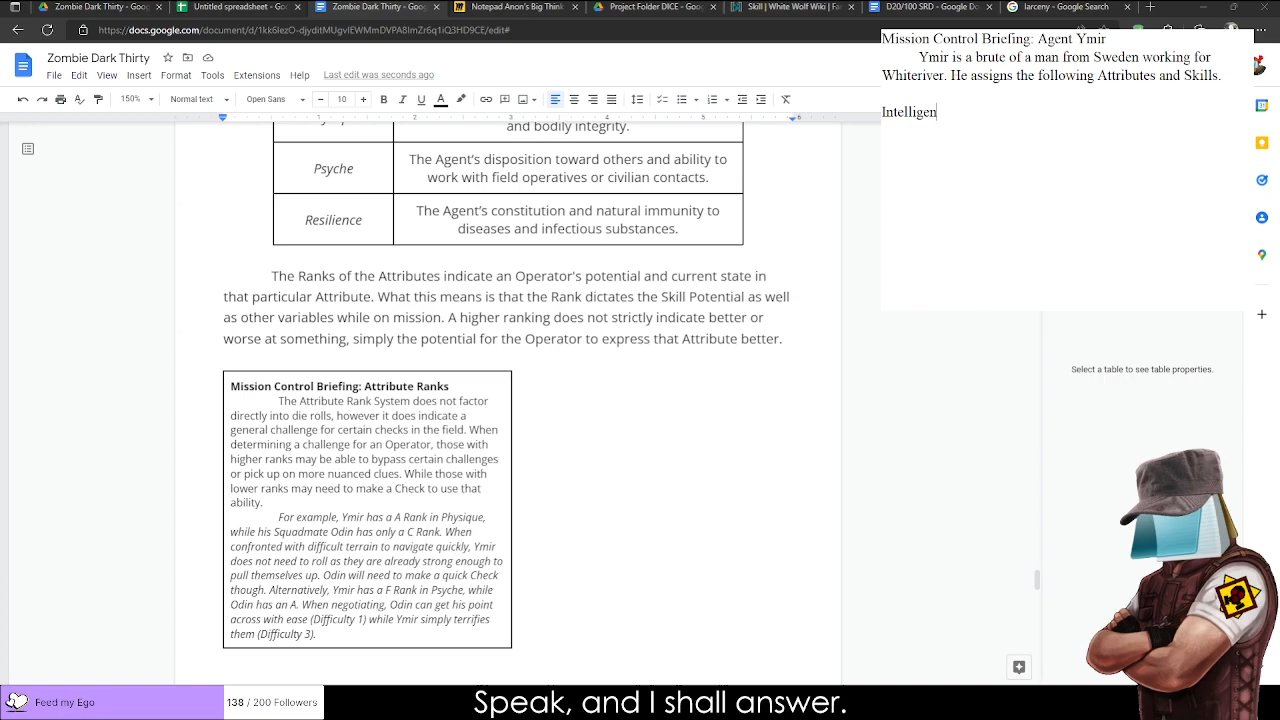 Zombie Dark Thirty - Goo
Untitled spreadsheet - G
Zombie Dark Thirty - Goo
Notepad Anon's Big Think
Project Folder DICE - Goog
Skill | White Wolf Wiki | Fan
D20/100 SRD - Google Do
larceny - Google Search
https://docs.google.com/document/d/1kk6IezO-djyditMUgvIEWMmDVPA8ImZr6q1iQ3HD9CE/edit#
Zombie Dark Thirty
File Edit View Insert Format Tools Extensions Help Last edit was seconds ago
150% Normal text Open Sans 10
and bodily integrity.
Psyche
The Agent's disposition toward others and ability to
work with field operatives or civilian contacts.
Resilience
The Agent's constitution and natural immunity to
diseases and infectious substances.
The Ranks of the Attributes indicate an Operator's potential and current state in
that particular Attribute. What this means is that the Rank dictates the Skill Potential as well
as other variables while on mission. A higher ranking does not strictly indicate better or
worse at something, simply the potential for the Operator to express that Attribute better.
Mission Control Briefing: Attribute Ranks
The Attribute Rank System does not factor
directly into die rolls, however it does indicate a
general challenge for certain checks in the field. When
determining a challenge for an Operator, those with
higher ranks may be able to bypass certain challenges
or pick up on more nuanced clues. While those with
lower ranks may need to make a Check to use that
ability.
For example, Ymir has a A Rank in Physique,
while his Squadmate Odin has only a C Rank. When
confronted with difficult terrain to navigate quickly, Ymir
does not need to roll as they are already strong enough to
pull themselves up. Odin will need to make a quick Check
though. Alternatively, Ymir has a F Rank in Psyche, while
Odin has an A. When negotiating, Odin can get his point
across with ease (Difficulty 1) while Ymir simply terrifies
them (Difficulty 3).
Mission Control Briefing: Agent Ymir
Ymir is a brute of a man from Sweden working for
Whiteriver. He assigns the following Attributes and Skills.
Intelligen
Select a table to see table properties.
Feed my Ego
138 / 200 Followers
Speak, and I shall answer.